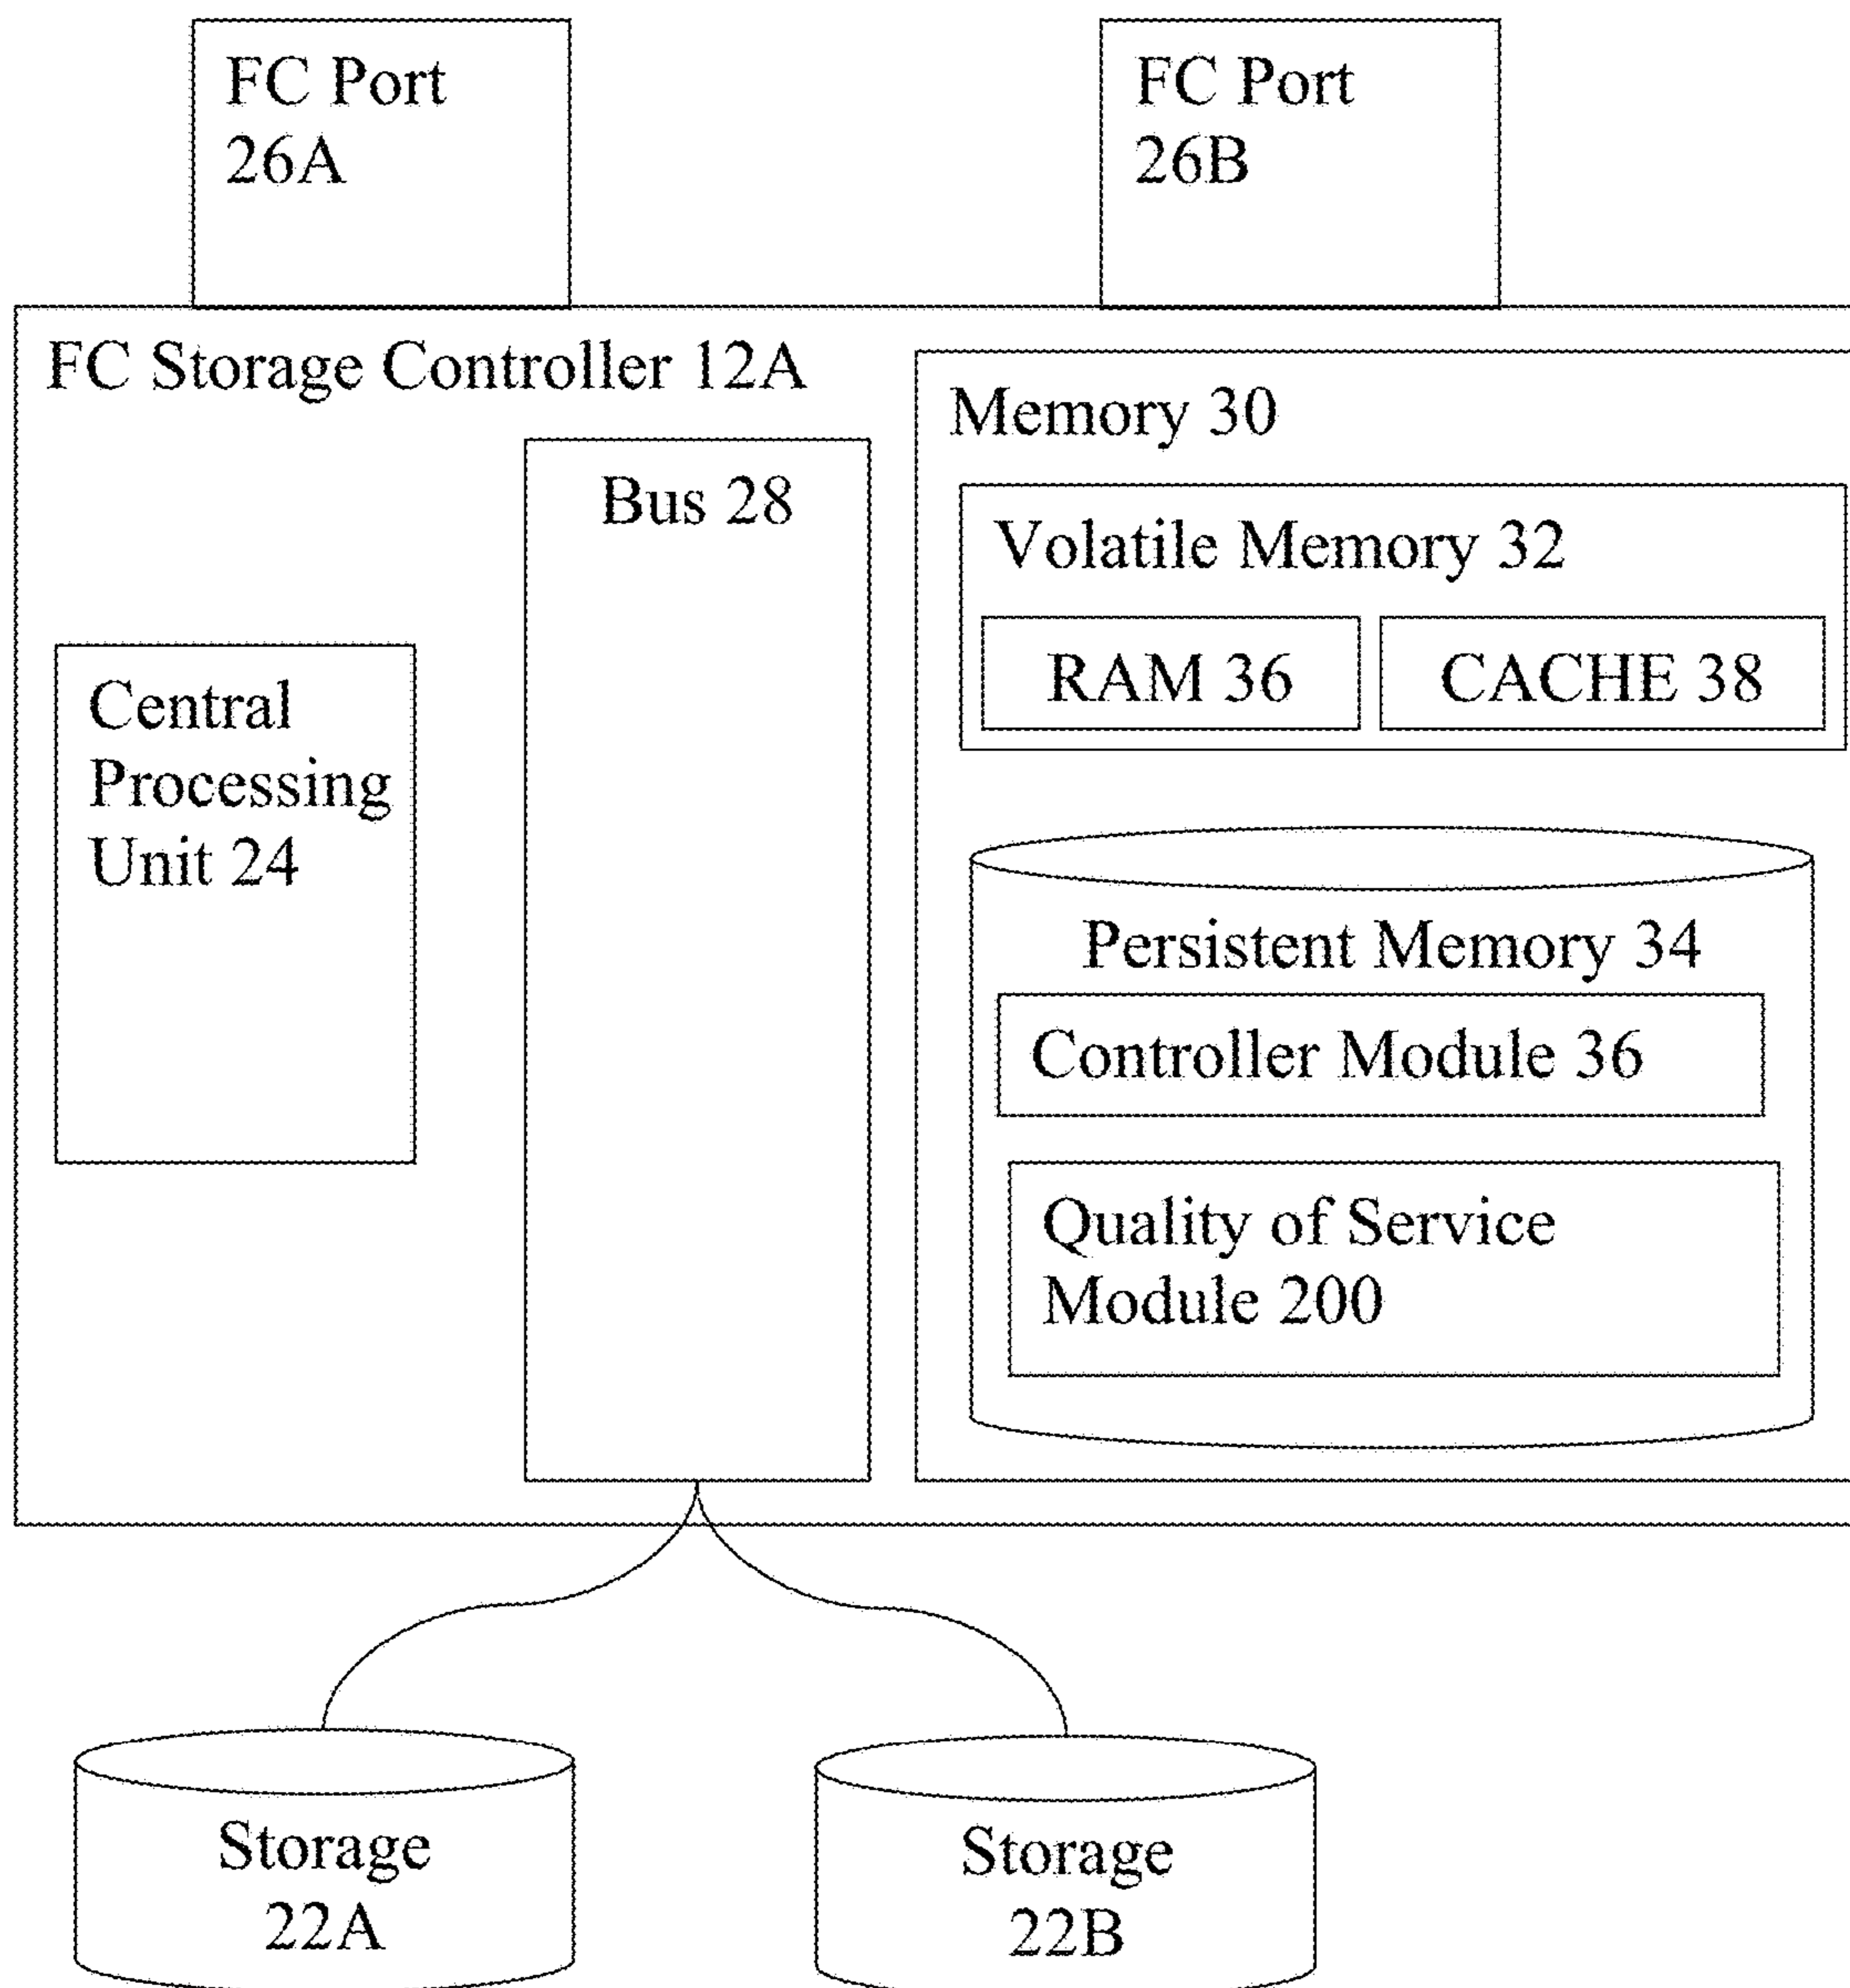 FC Port
26A
FC Port
26B
FC Storage Controller 12A
Bus 28
Central
Processing
Unit 24
Memory 30
Volatile Memory 32
RAM 36
CACHE 38
Persistent Memory 34
Controller Module 36
Quality of Service
Module 200
Storage
22A
Storage
22B